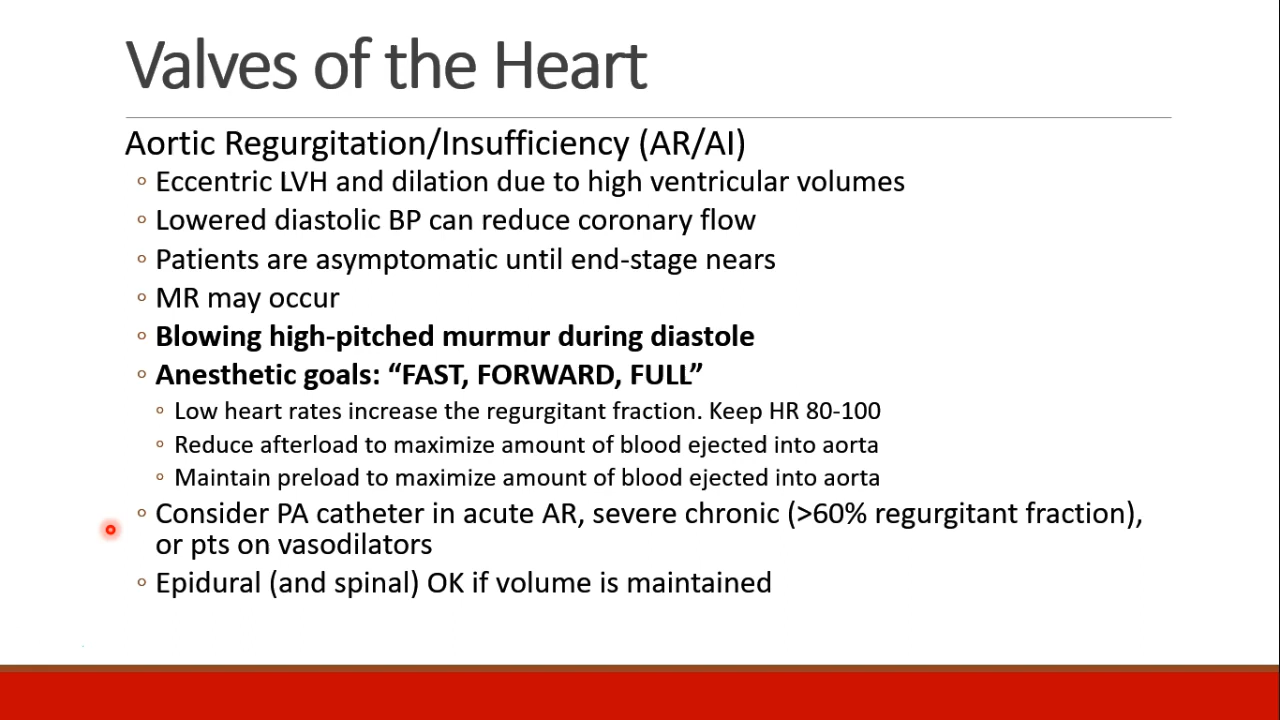 Valves of the Heart
Aortic Regurgitation/Insufficiency (AR/AI)
◦ Eccentric LVH and dilation due to high ventricular volumes
◦ Lowered diastolic BP can reduce coronary flow
◦ Patients are asymptomatic until end-stage nears
◦ MR may occur
◦ Blowing high-pitched murmur during diastole
◦ Anesthetic goals: “FAST, FORWARD, FULL”
◦ Low heart rates increase the regurgitant fraction. Keep HR 80-100
◦ Reduce afterload to maximize amount of blood ejected into aorta
◦ Maintain preload to maximize amount of blood ejected into aorta
◦ Consider PA catheter in acute AR, severe chronic (>60% regurgitant fraction),
or pts on vasodilators
◦ Epidural (and spinal) OK if volume is maintained